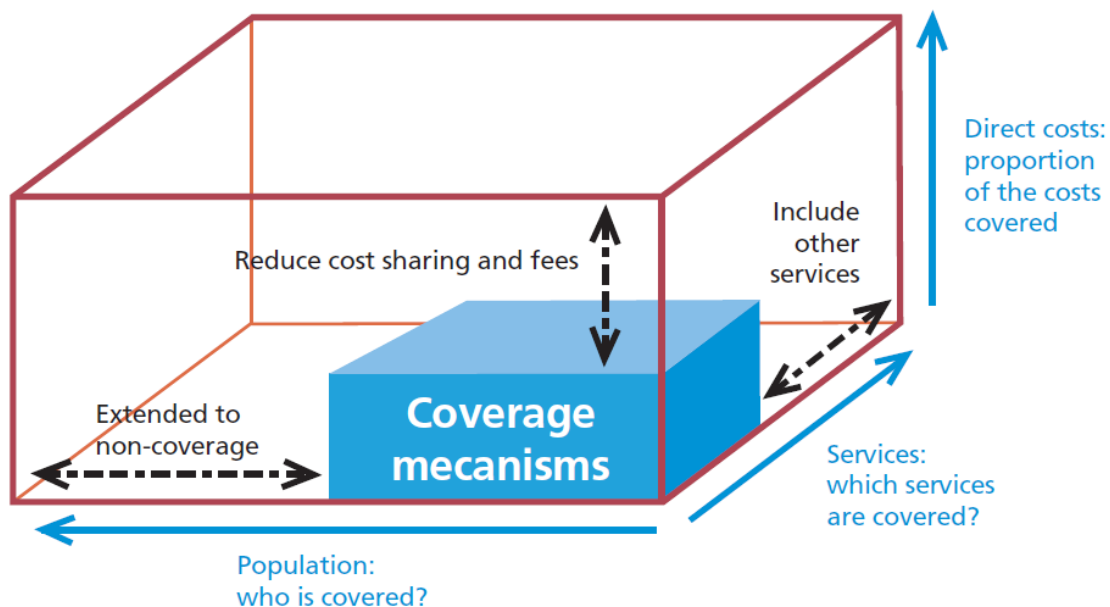 Direct costs:
proportion
of the costs
covered
Include
other
services
Reduce cost sharing and fees
Extended to
non-coverage
Coverage
mecanisms
Services:
which services
are covered?
Population:
who is covered?